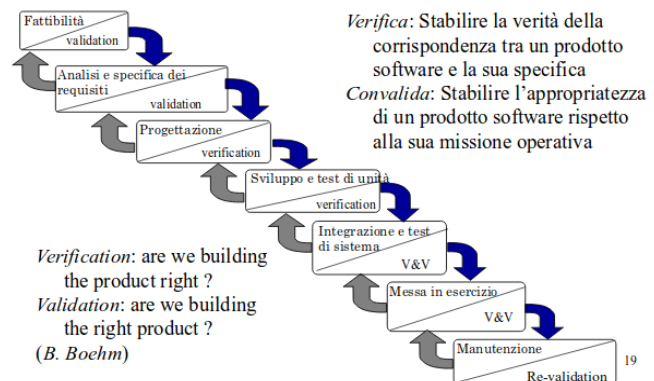 Fattibilità
validation
Analisi e specifica dei
requisiti
validation
Progettazione
verification
Sviluppo e test di unità
verification
Integrazione e test
di sistema
V&V
Messa in esercizio
V&V
Manutenzione
Re-validation
Verifica: Stabilire la verità della
corrispondenza tra un prodotto
software e la sua specifica
Convalida: Stabilire l'appropriatezza
di un prodotto software rispetto
alla sua missione operativa
Verification: are we building
the product right ?
Validation: are we building
the right product ?
(B. Boehm)
19